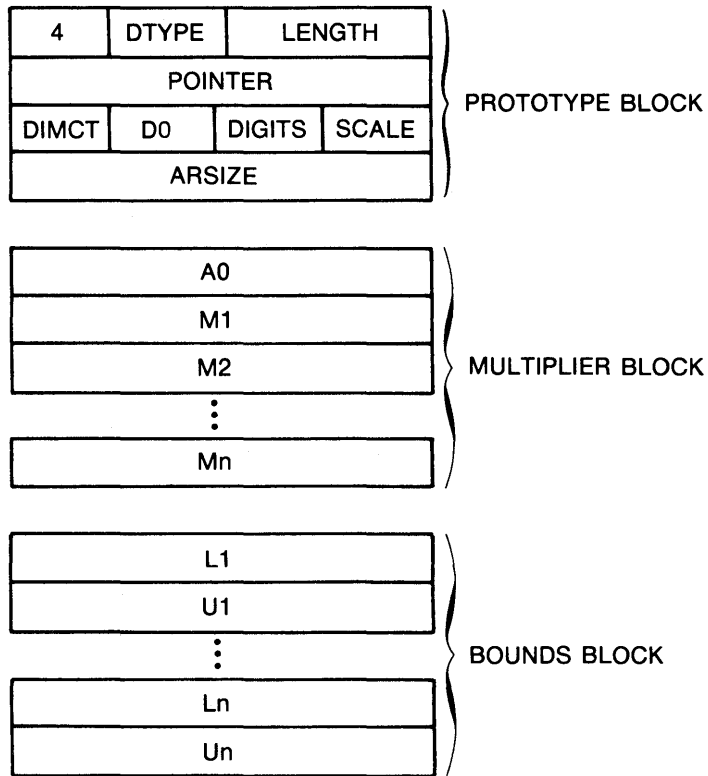 4 DTYPE LENGTH
POINTER
PROTOTYPE BLOCK
DIMCT D0 DIGITS SCALE
ARSIZE
A0
M1
M2
MULTIPLIER BLOCK
Mn
L1
U1
BOUNDS BLOCK
Ln
Un